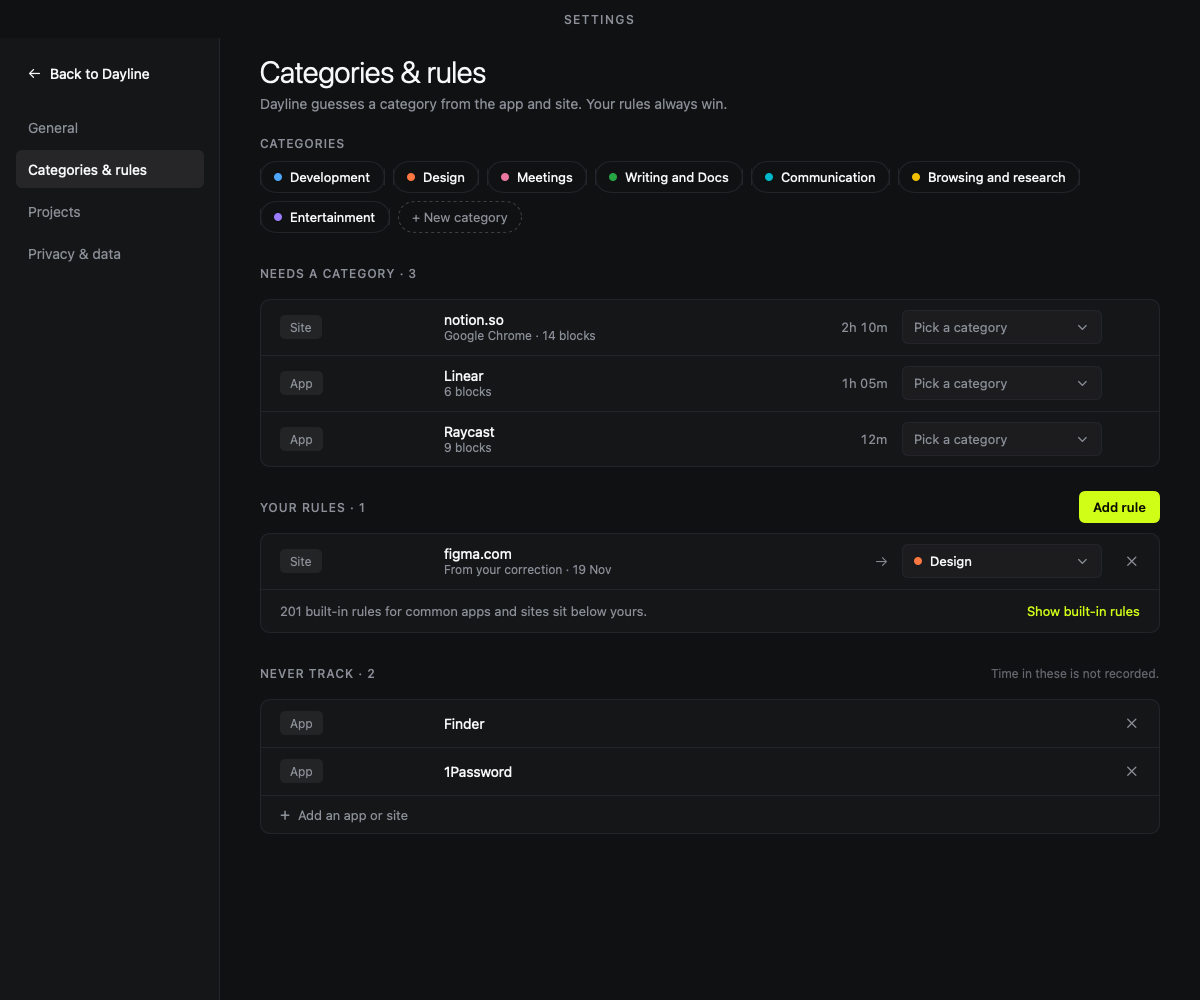 SETTINGS
Back to Dayline
General
Categories & rules
Projects
Privacy & data
Categories & rules
Dayline guesses a category from the app and site. Your rules always win.
CATEGORIES
Development
Design
Meetings
Writing and Docs
Communication
Browsing and research
Entertainment
+ New category
NEEDS A CATEGORY · 3
Site
notion.so
Google Chrome · 14 blocks
2h 10m
Pick a category
App
Linear
6 blocks
1h 05m
Pick a category
App
Raycast
9 blocks
12m
Pick a category
YOUR RULES · 1
Add rule
Site
figma.com
From your correction · 19 Nov
→
Design
201 built-in rules for common apps and sites sit below yours.
Show built-in rules
NEVER TRACK · 2
Time in these is not recorded.
App
Finder
App
1Password
+ Add an app or site